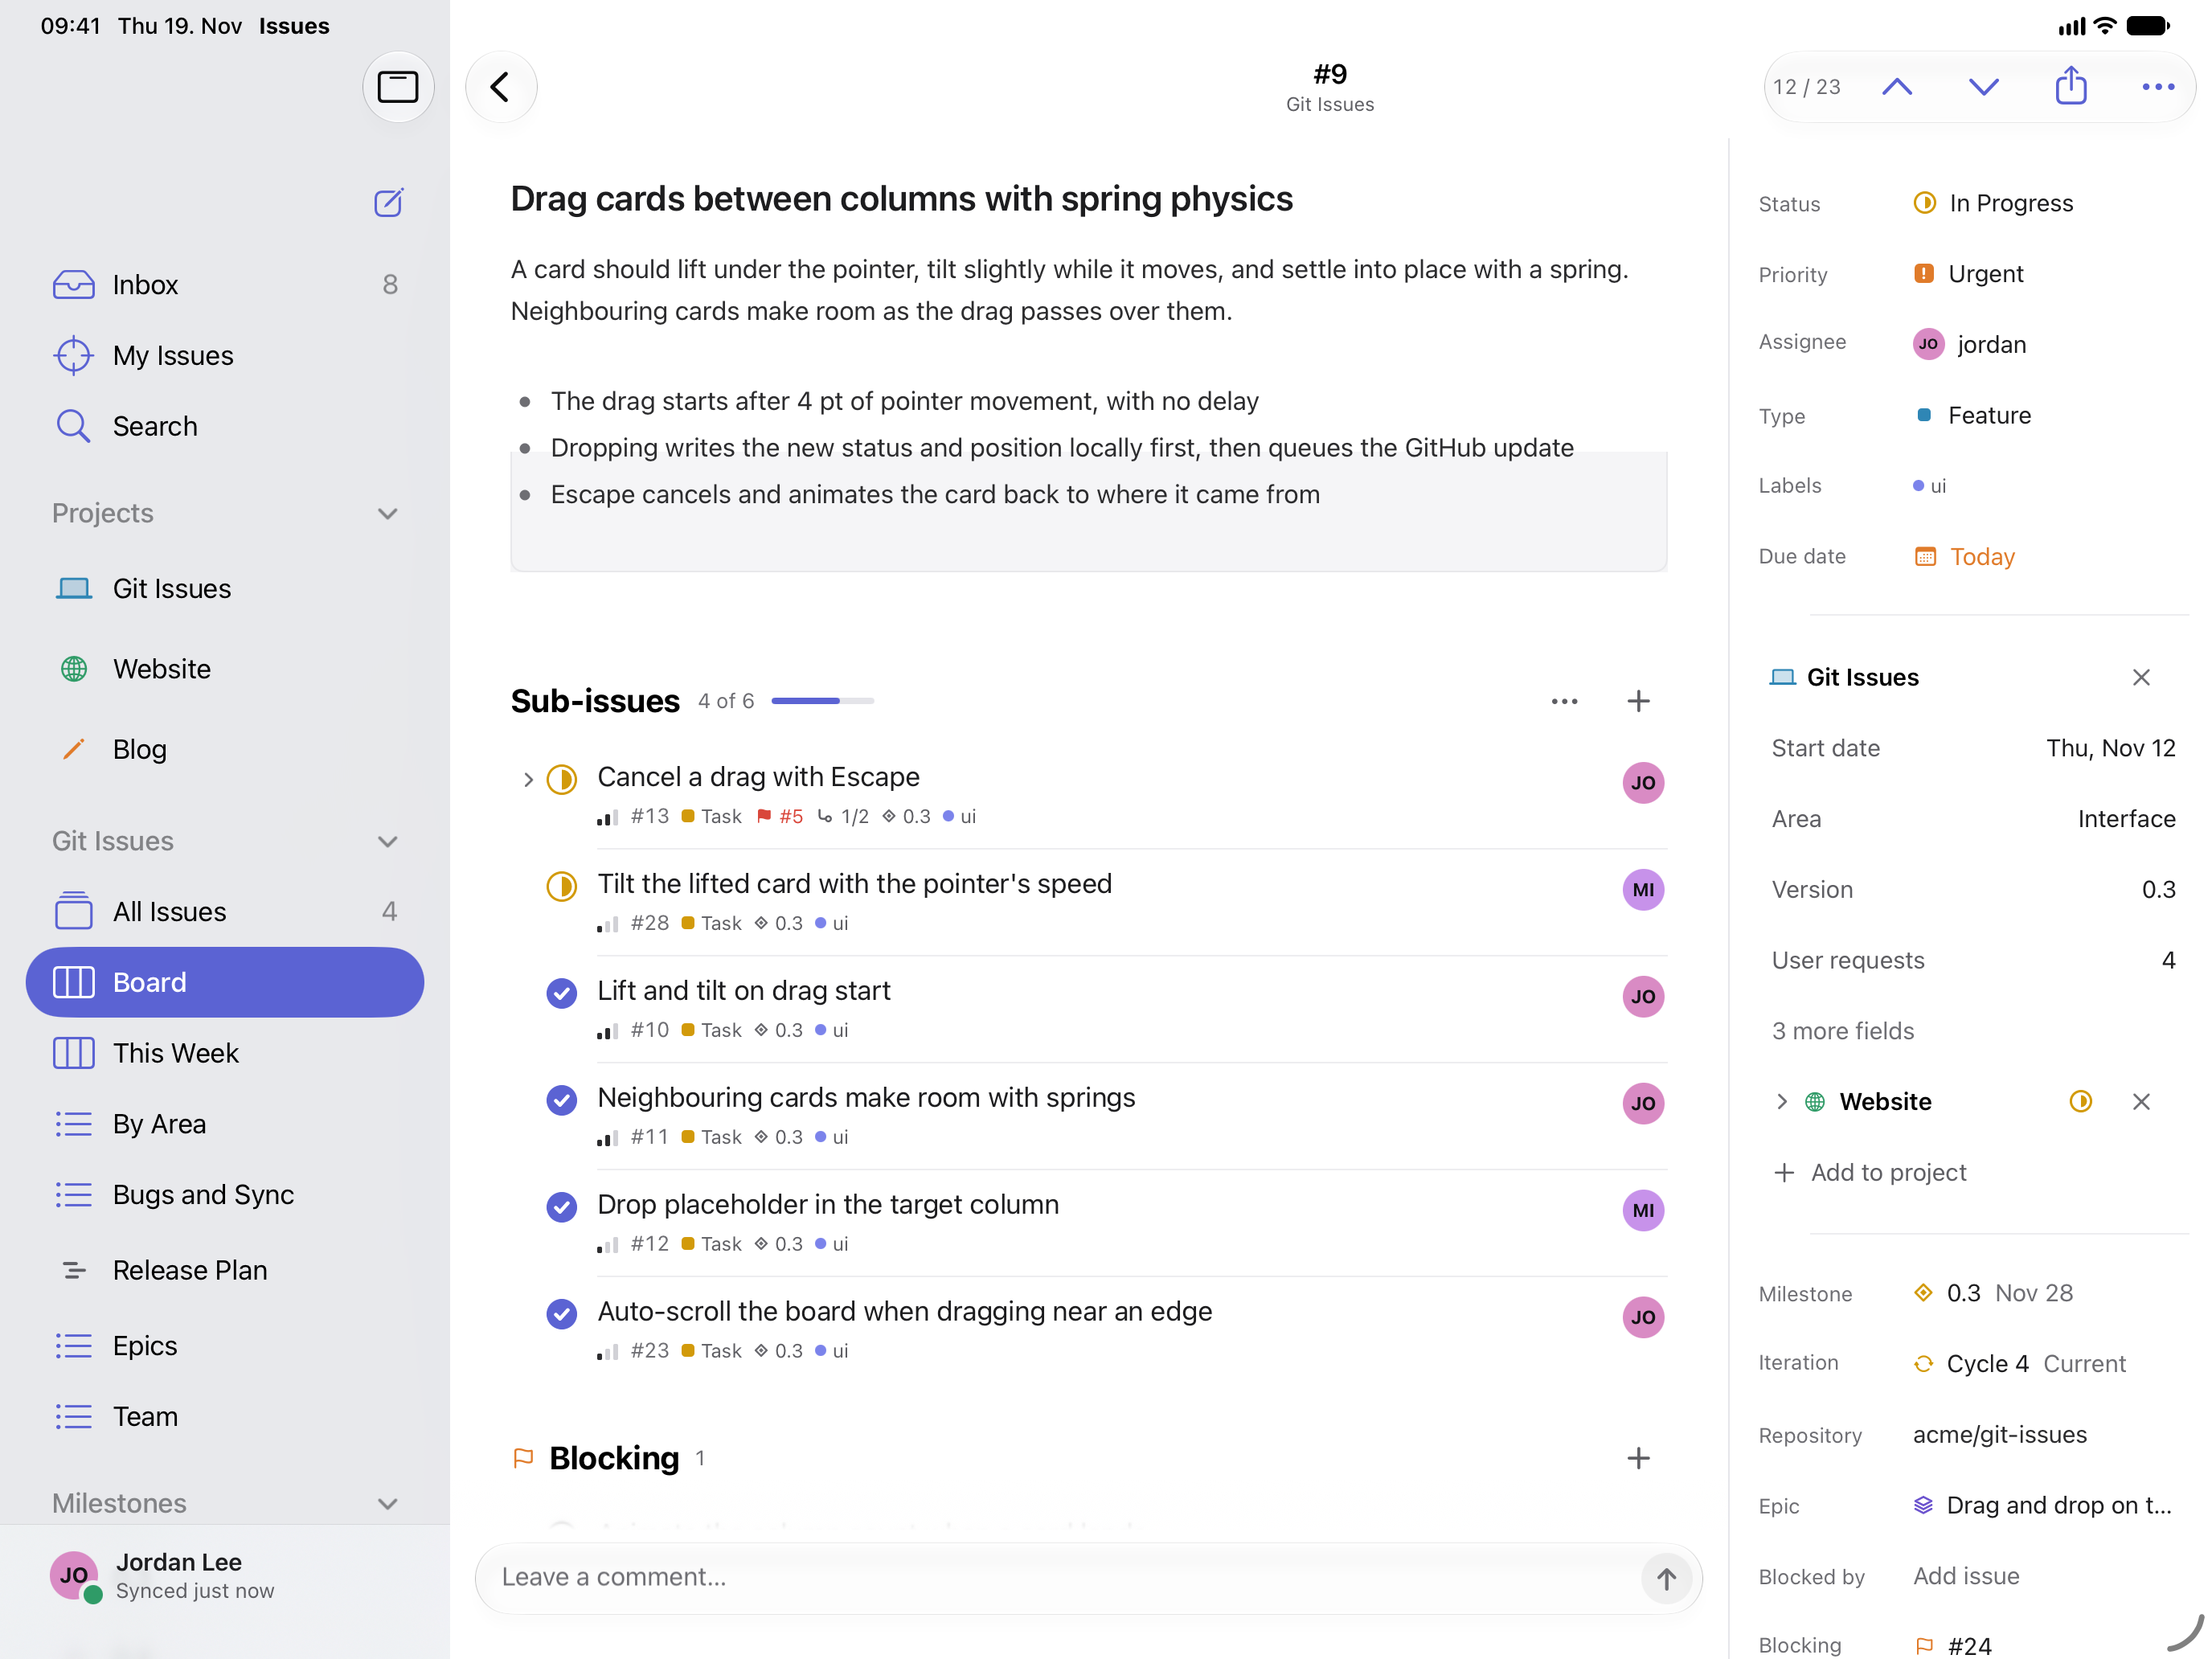 09:41 Thu 19. Nov Issues
Inbox 8
My Issues
Search
Projects
Git Issues
Website
Blog
Git Issues
All Issues 4
Board
This Week
By Area
Bugs and Sync
Release Plan
Epics
Team
Milestones
JO Jordan Lee
Synced just now
#9
Git Issues
12 / 23
Drag cards between columns with spring physics
A card should lift under the pointer, tilt slightly while it moves, and settle into place with a spring.
Neighbouring cards make room as the drag passes over them.
The drag starts after 4 pt of pointer movement, with no delay
Dropping writes the new status and position locally first, then queues the GitHub update
Escape cancels and animates the card back to where it came from
Sub-issues 4 of 6
Cancel a drag with Escape JO
#13 Task #5 1/2 0.3 ui
Tilt the lifted card with the pointer's speed MI
#28 Task 0.3 ui
Lift and tilt on drag start JO
#10 Task 0.3 ui
Neighbouring cards make room with springs JO
#11 Task 0.3 ui
Drop placeholder in the target column MI
#12 Task 0.3 ui
Auto-scroll the board when dragging near an edge JO
#23 Task 0.3 ui
Blocking 1
Leave a comment...
Status In Progress
Priority Urgent
Assignee JO jordan
Type Feature
Labels ui
Due date Today
Git Issues
Start date Thu, Nov 12
Area Interface
Version 0.3
User requests 4
3 more fields
Website
Add to project
Milestone 0.3 Nov 28
Iteration Cycle 4 Current
Repository acme/git-issues
Epic Drag and drop on t...
Blocked by Add issue
Blocking #24